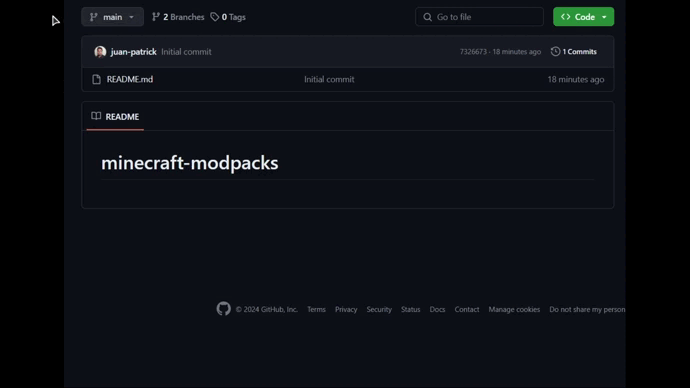 main 2 Branches 0 Tags Go to file Code
juan-patrick Initial commit 7326673 · 18 minutes ago 1 Commits
README.md Initial commit 18 minutes ago
README
minecraft-modpacks
© 2024 GitHub, Inc. Terms Privacy Security Status Docs Contact Manage cookies Do not share my person